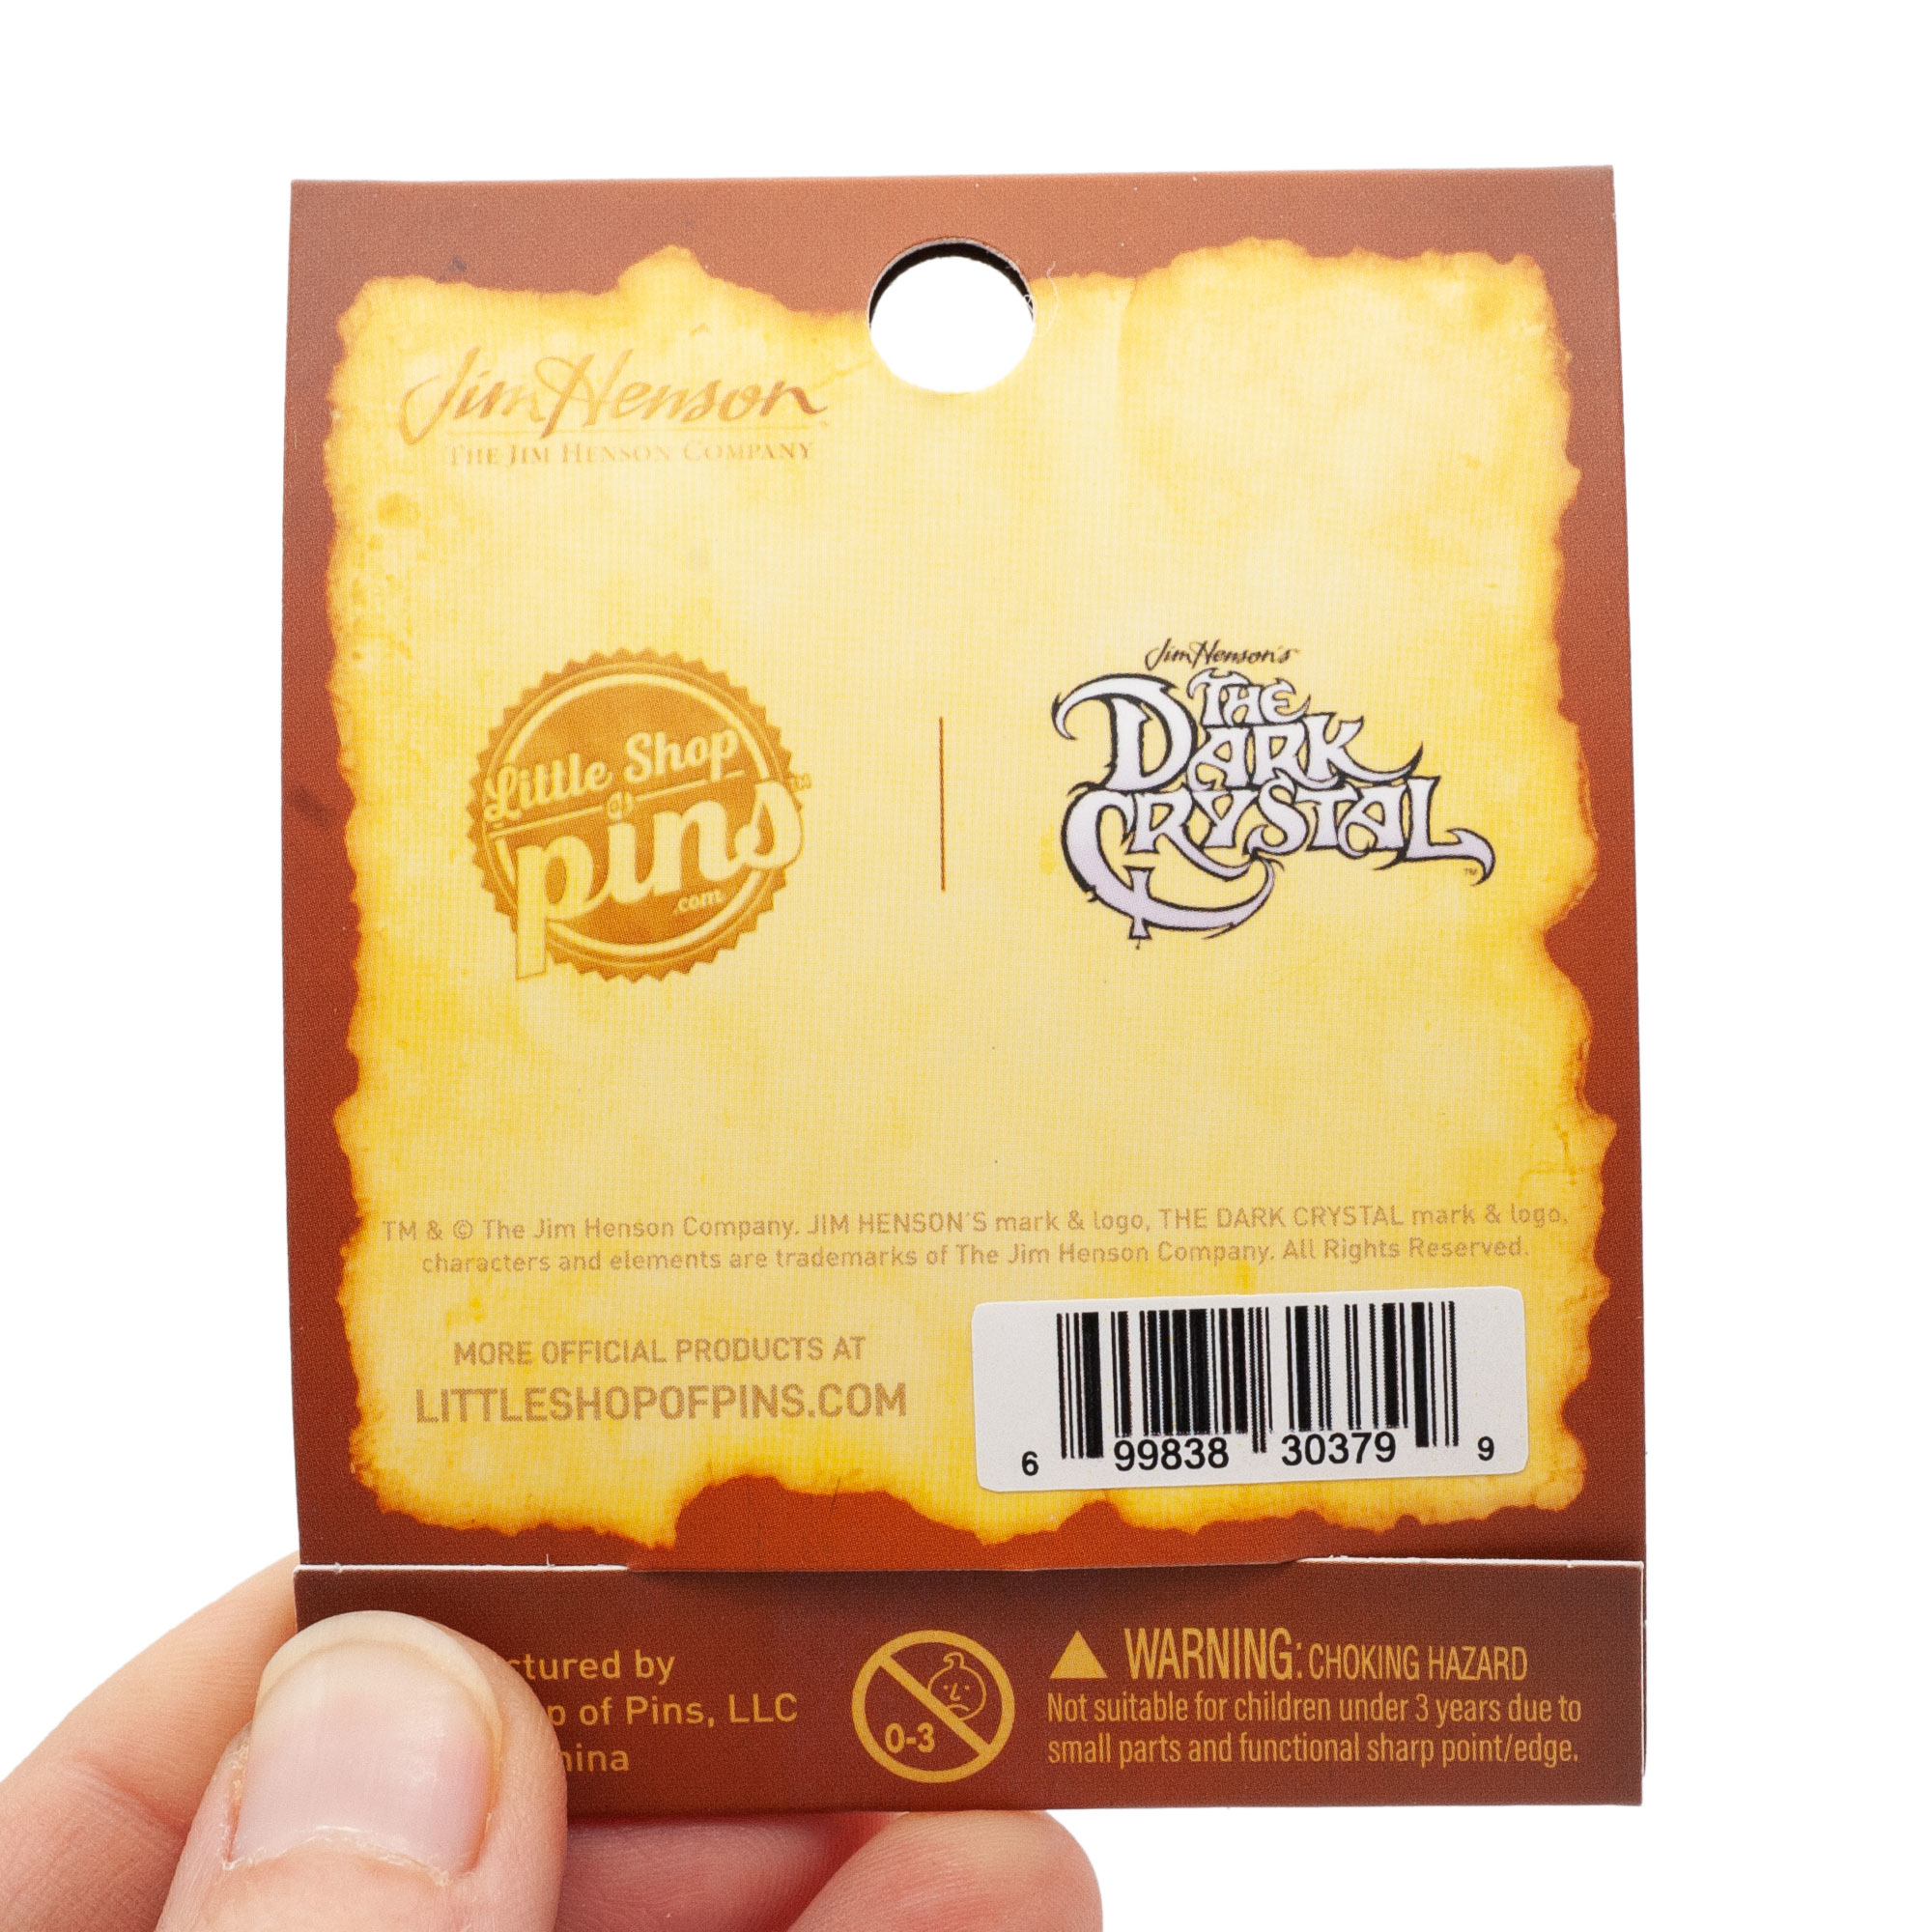 Jim Henson
THE JIM HENSON COMPANY
Little Shop
of
pins™
.com
Jim Henson's
THE
DARK
CRYSTAL™
TM & © The Jim Henson Company. JIM HENSON'S mark & logo, THE DARK CRYSTAL mark & logo,
characters and elements are trademarks of The Jim Henson Company. All Rights Reserved.
MORE OFFICIAL PRODUCTS AT
LITTLESHOPOFPINS.COM
6 99838 30379 9
by
of Pins, LLC
0-3
WARNING: CHOKING HAZARD
Not suitable for children under 3 years due to
small parts and functional sharp point/edge.